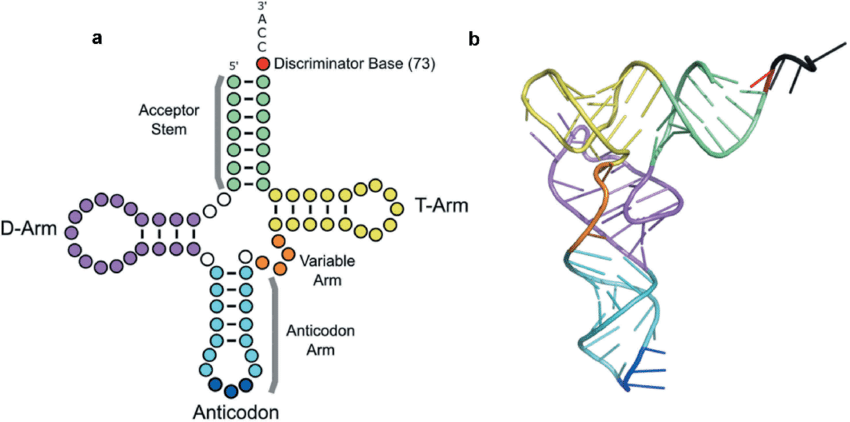 a
3'
A
C
C
5'
Discriminator Base (73)
Acceptor
Stem
D-Arm
T-Arm
Variable
Arm
Anticodon
Arm
Anticodon
b